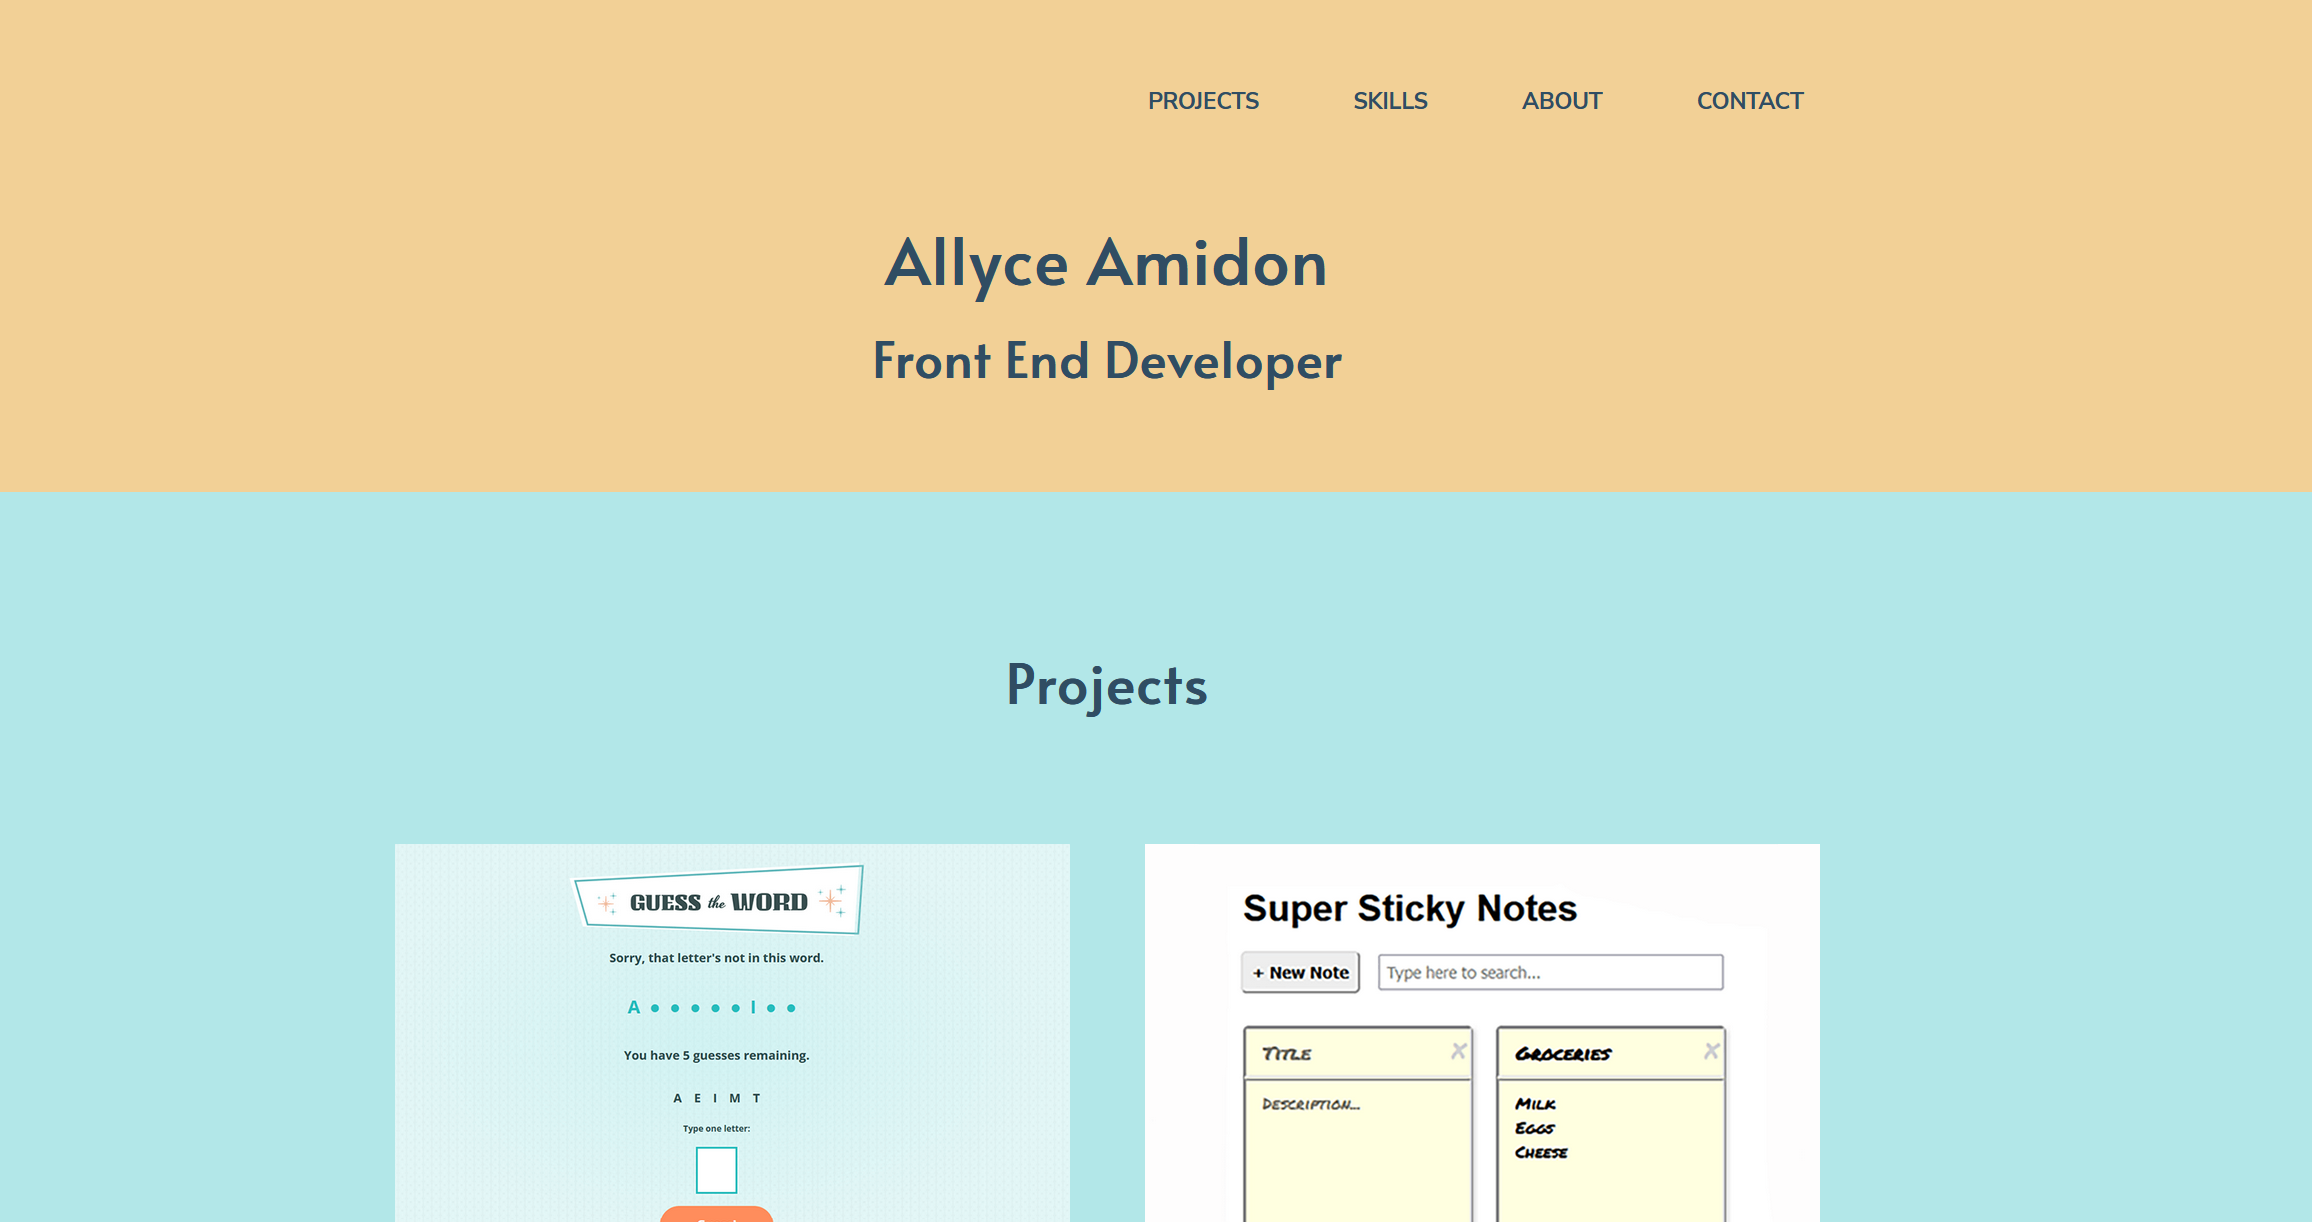 PROJECTS SKILLS ABOUT CONTACT
Allyce Amidon
Front End Developer
Projects
GUESS the WORD
Sorry, that letter's not in this word.
A ● ● ● ● ● I ● ●
You have 5 guesses remaining.
A E I M T
Type one letter:
Super Sticky Notes
+ New Note
Type here to search...
Title
×
Description...
Groceries
×
Milk
Eggs
Cheese